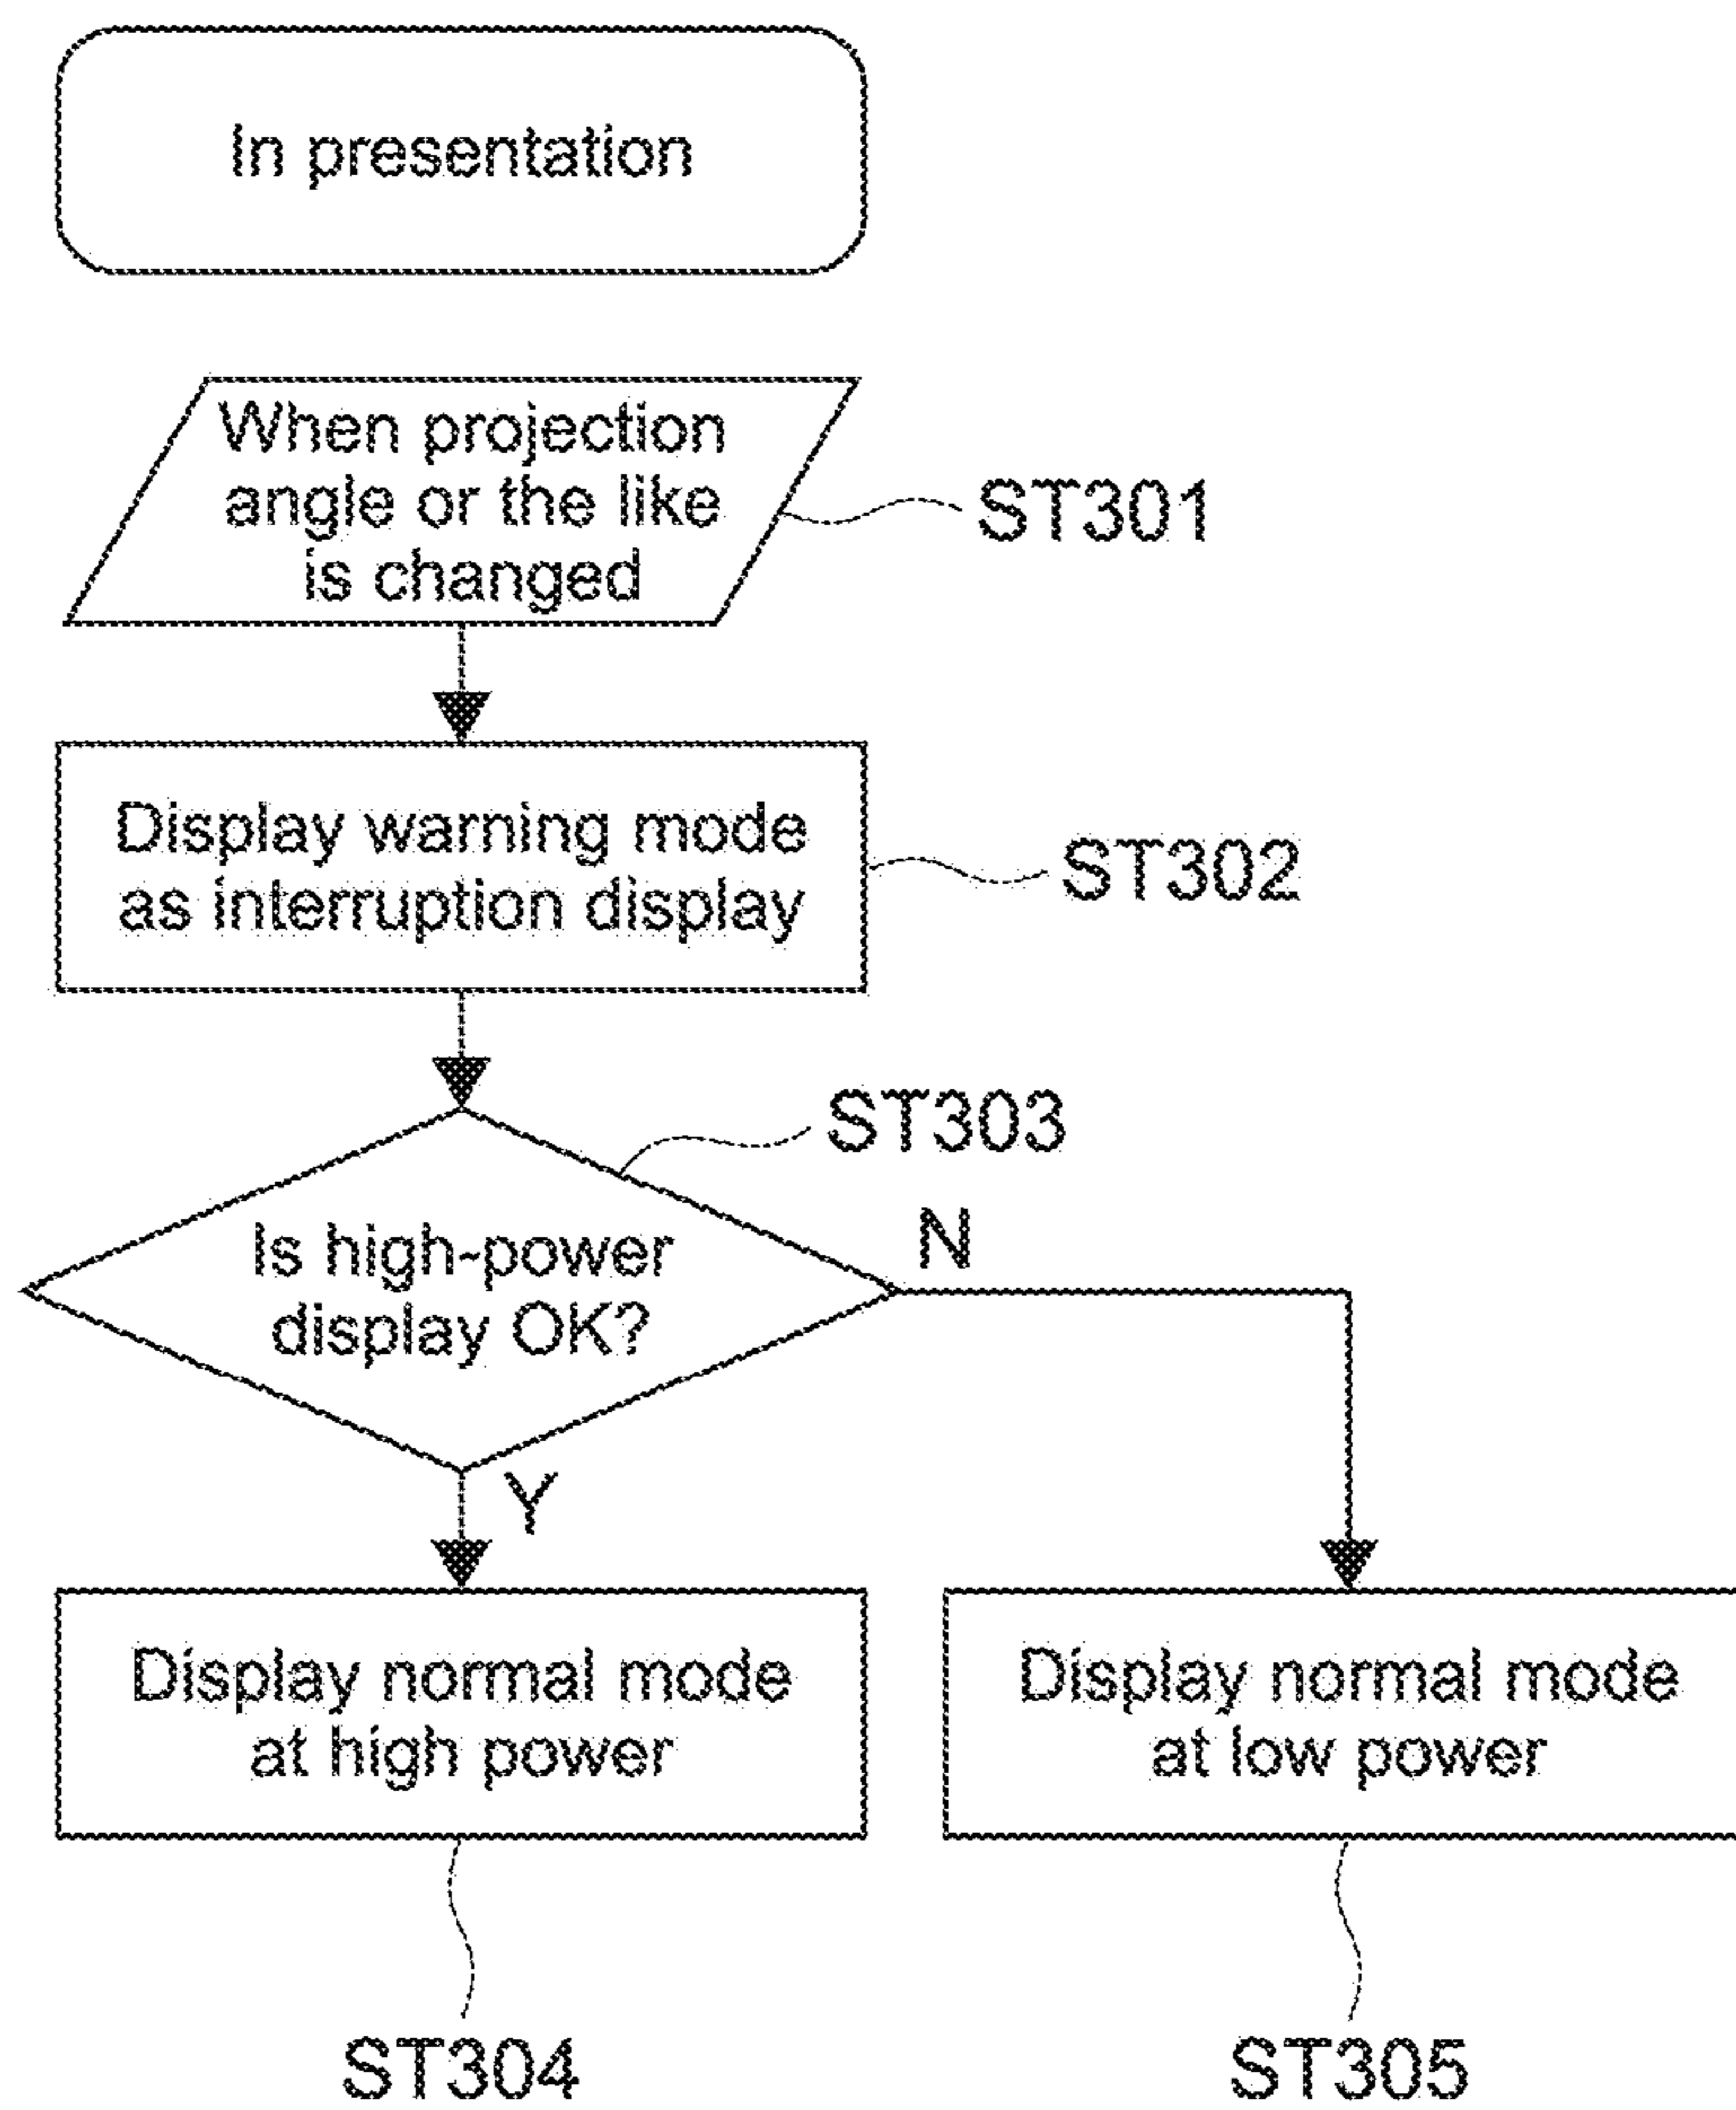 In presentation
When projection
angle or the like
is changed
ST301
Display warning mode
as interruption display
ST302
ST303
Is high-power
display OK?
N
Y
Display normal mode
at high power
Display normal mode
at low power
ST304
ST305